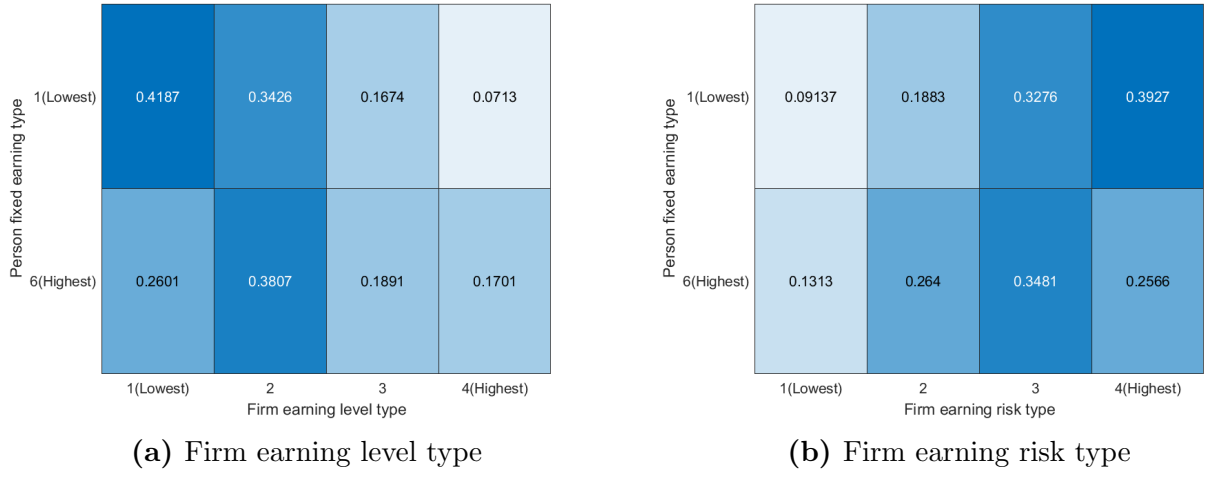 Person fixed earning type
1(Lowest) 0.4187 0.3426 0.1674 0.0713
6(Highest) 0.2601 0.3807 0.1891 0.1701
1(Lowest) 2 3 4(Highest)
Firm earning level type
(a) Firm earning level type
Person fixed earning type
1(Lowest) 0.09137 0.1883 0.3276 0.3927
6(Highest) 0.1313 0.264 0.3481 0.2566
1(Lowest) 2 3 4(Highest)
Firm earning risk type
(b) Firm earning risk type